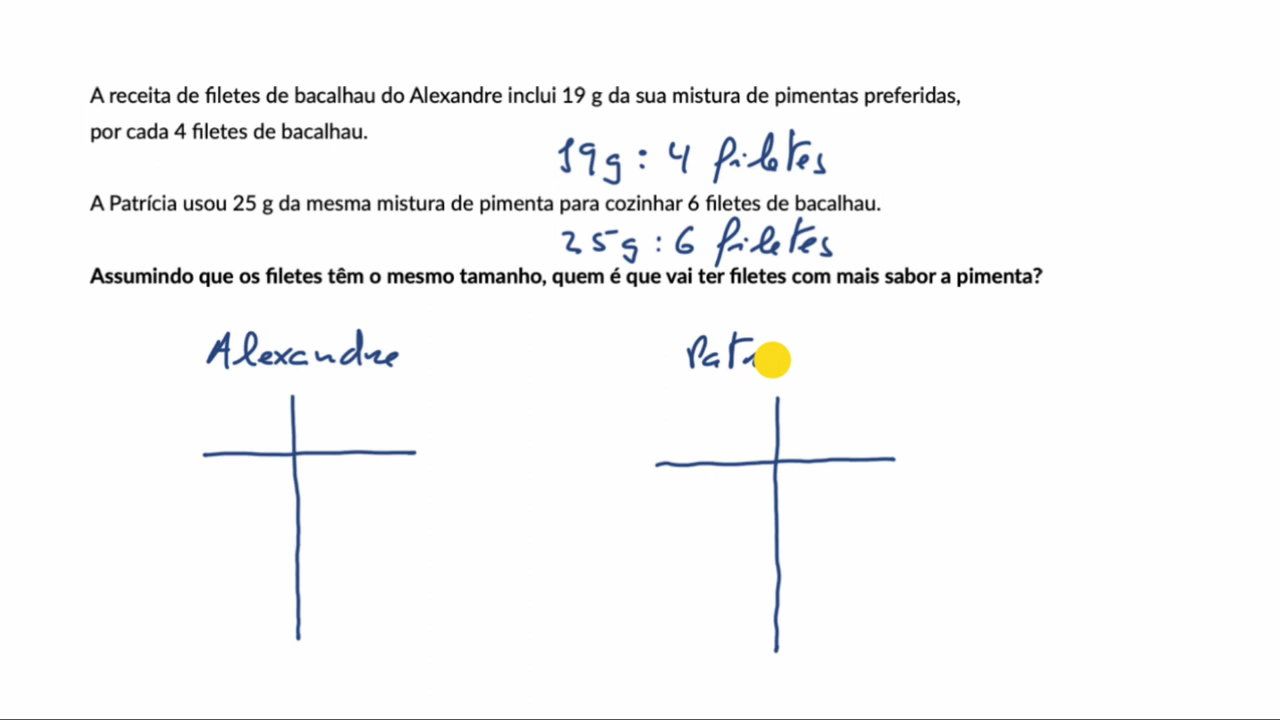 A receita de filetes de bacalhau do Alexandre inclui 19 g da sua mistura de pimentas preferidas,
por cada 4 filetes de bacalhau.
19g : 4 filetes
A Patrícia usou 25 g da mesma mistura de pimenta para cozinhar 6 filetes de bacalhau.
25g : 6 filetes
Assumindo que os filetes têm o mesmo tamanho, quem é que vai ter filetes com mais sabor a pimenta?
Alexandre Patr